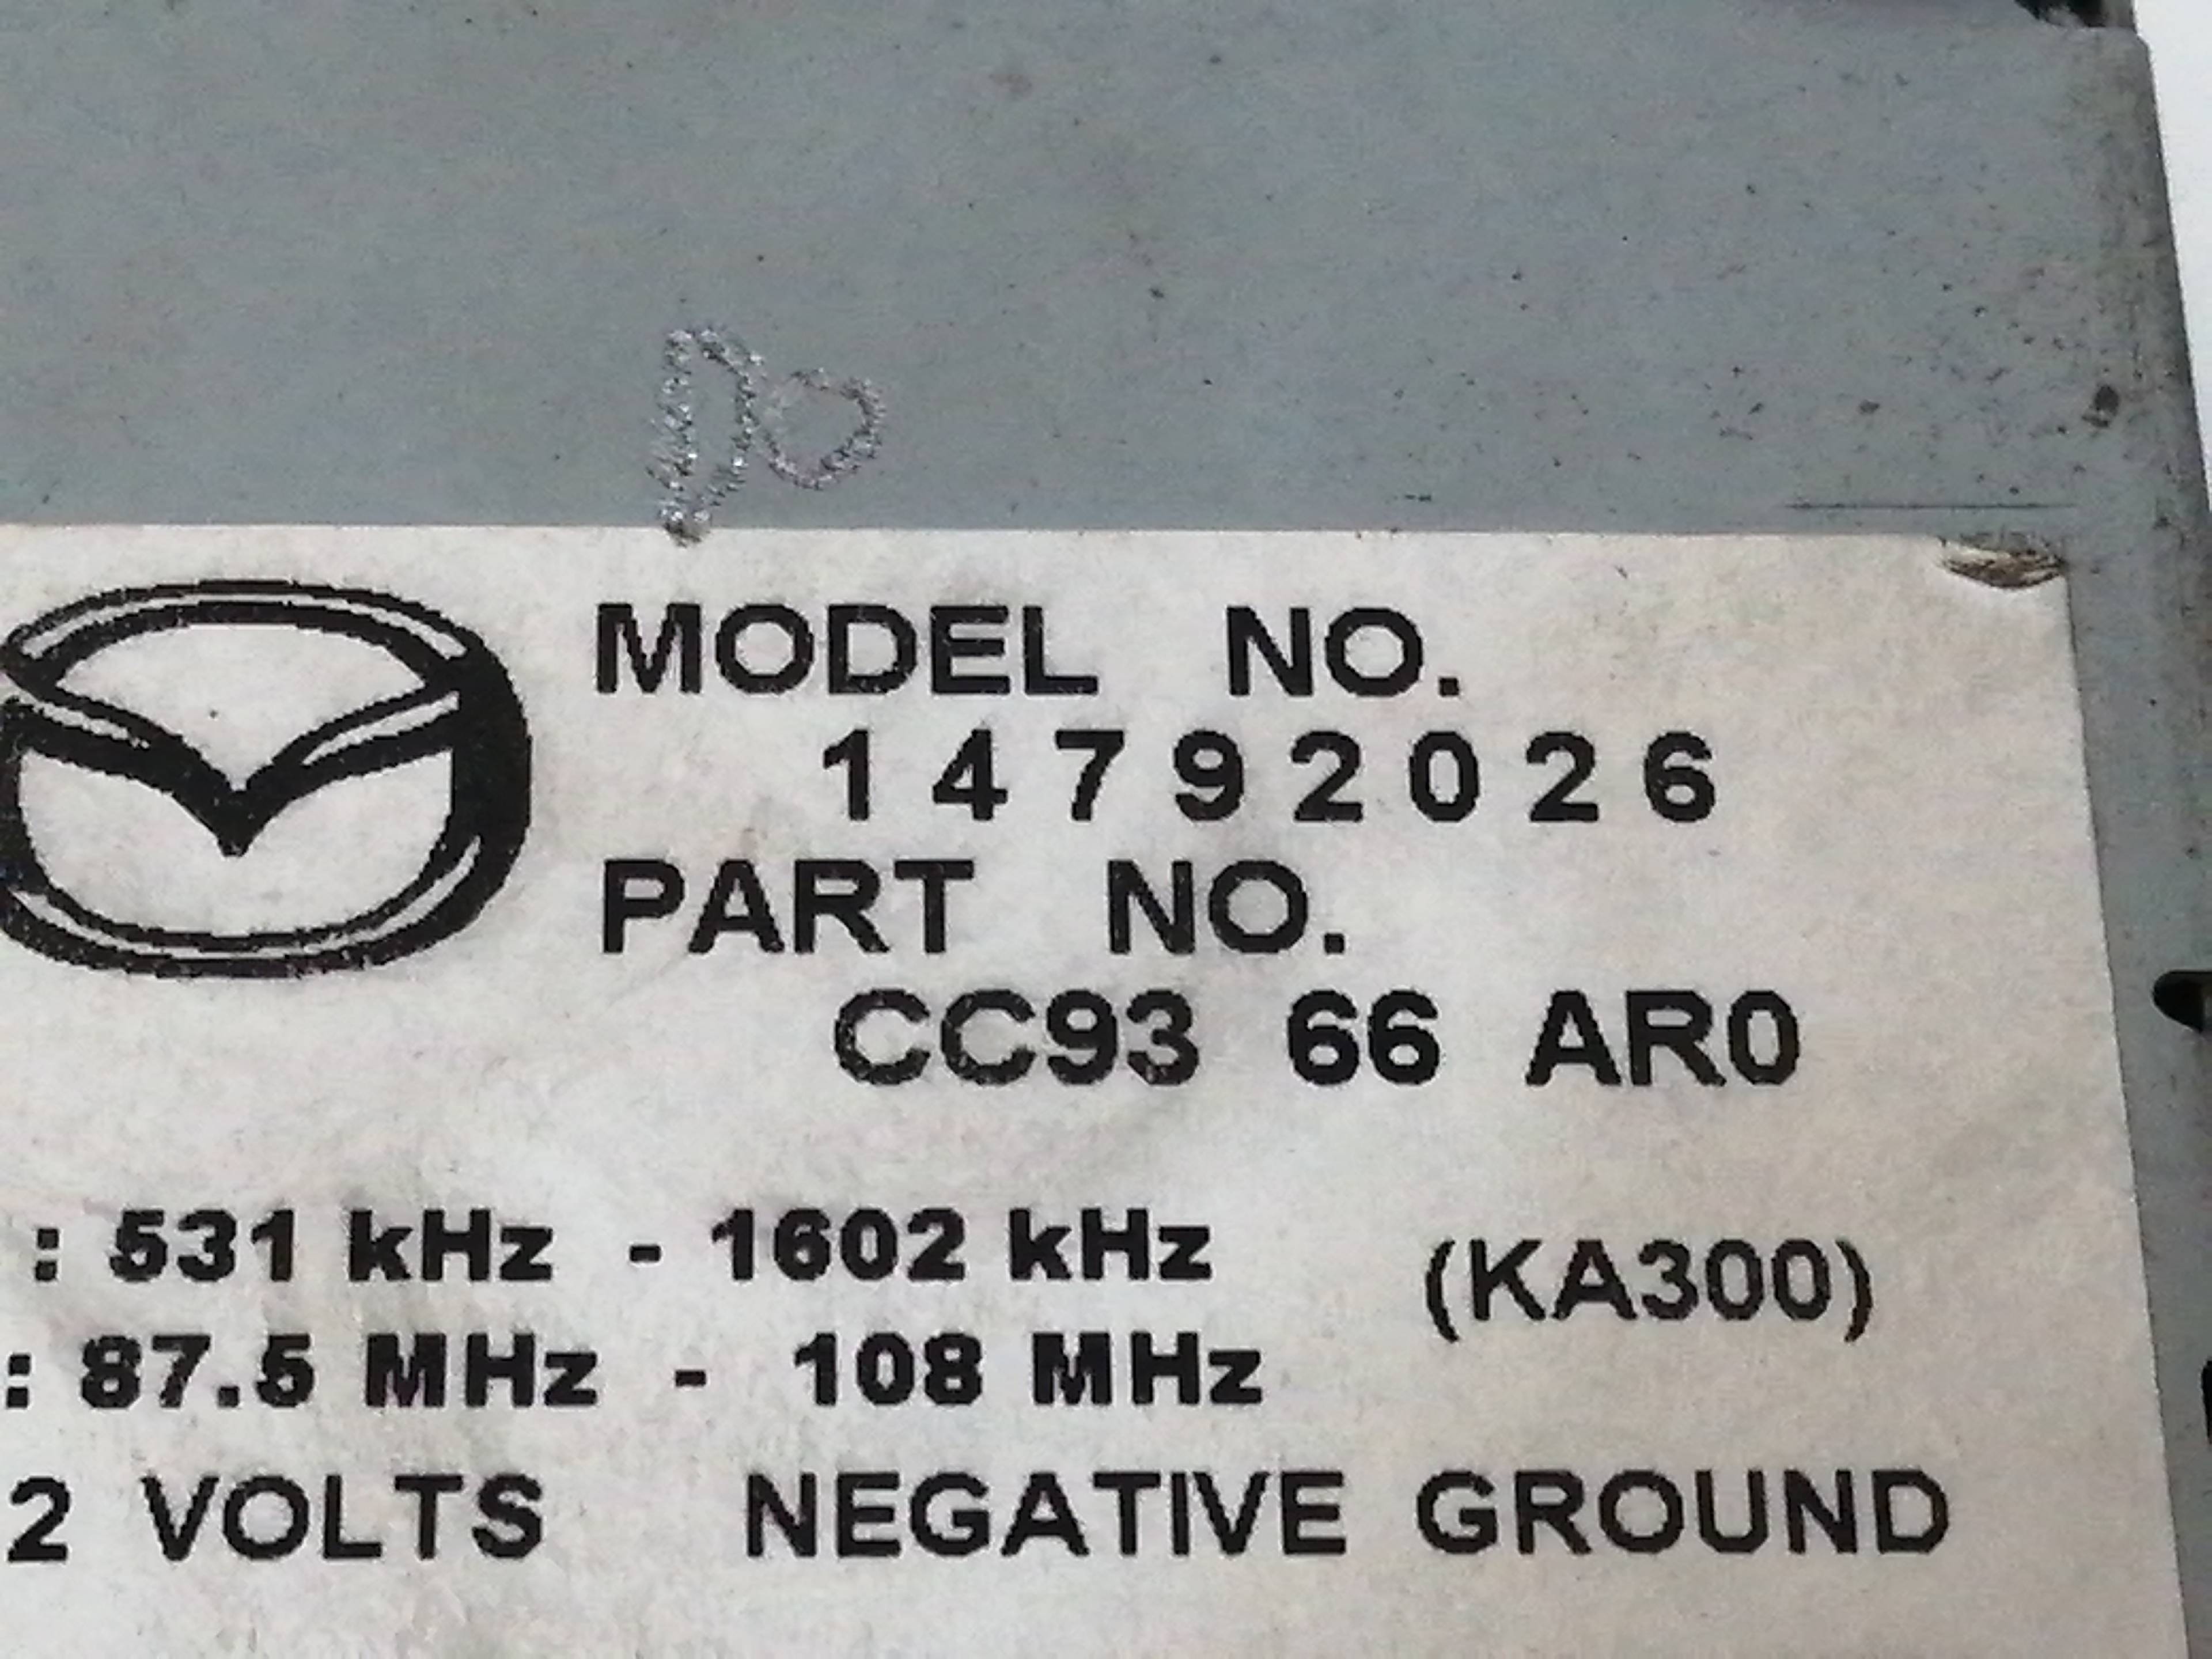 MODEL NO.
14792026
PART NO.
CC93 66 AR0
: 531 kHz - 1602 kHz
(KA300)
: 87.5 MHz - 108 MHz
2 VOLTS NEGATIVE GROUND